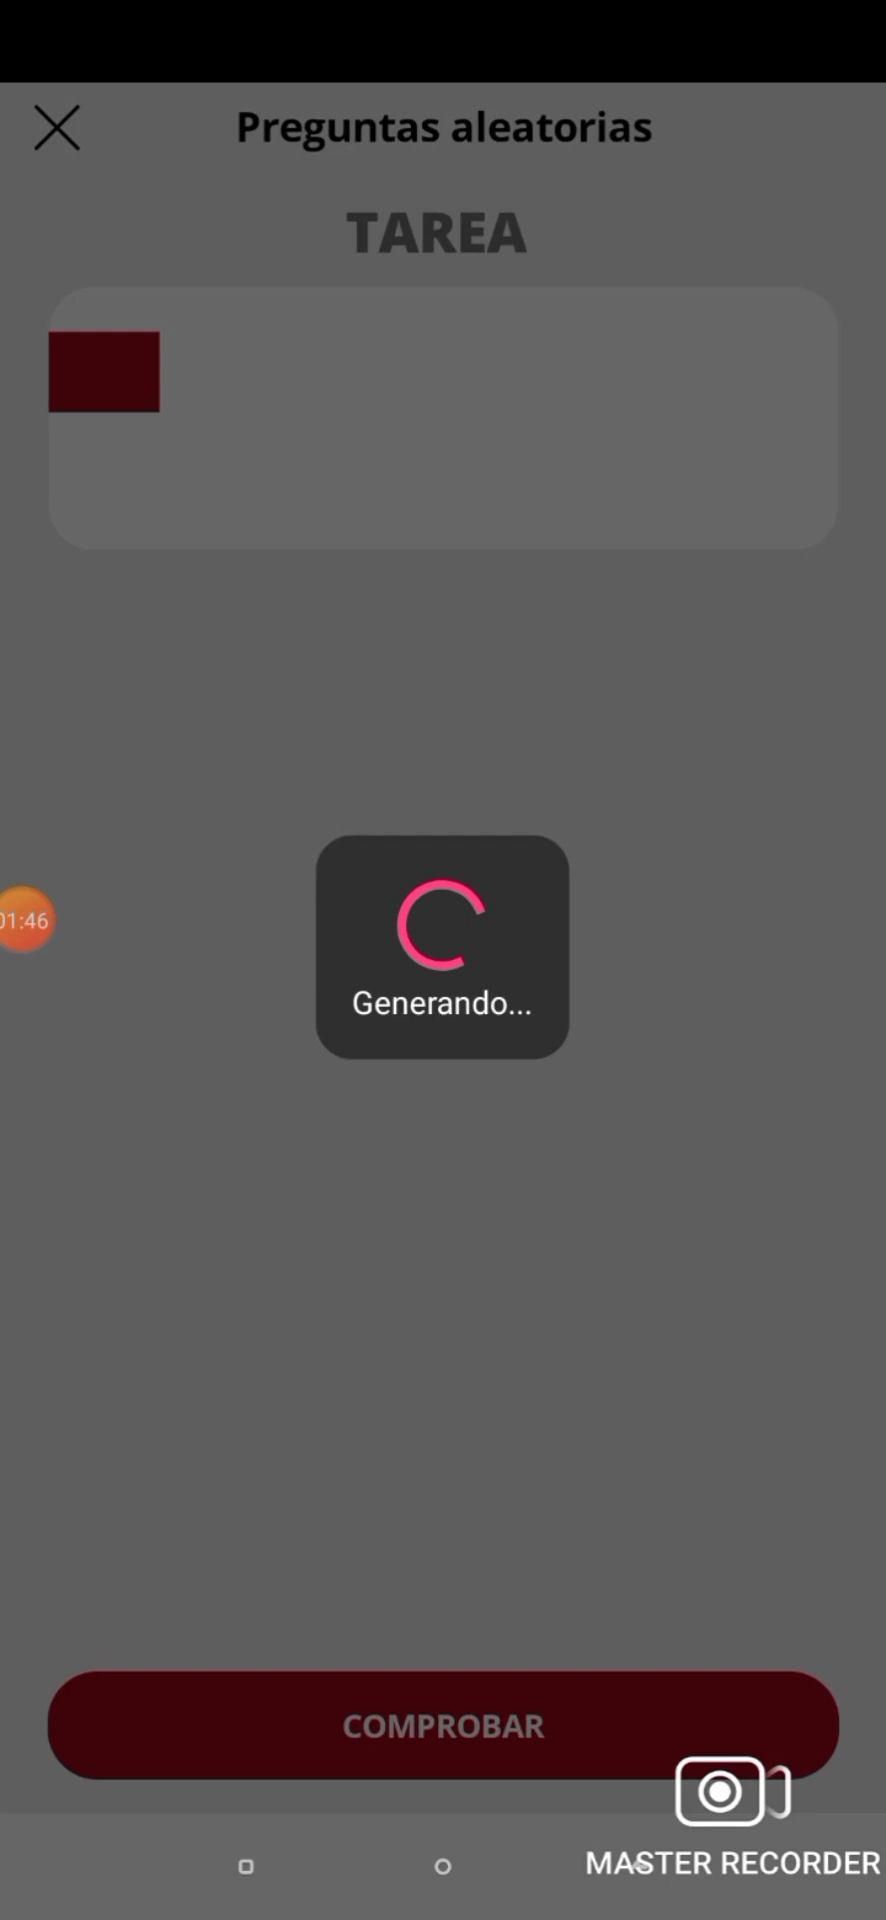 Preguntas aleatorias
TAREA
01:46
Generando...
COMPROBAR
MASTER RECORDER